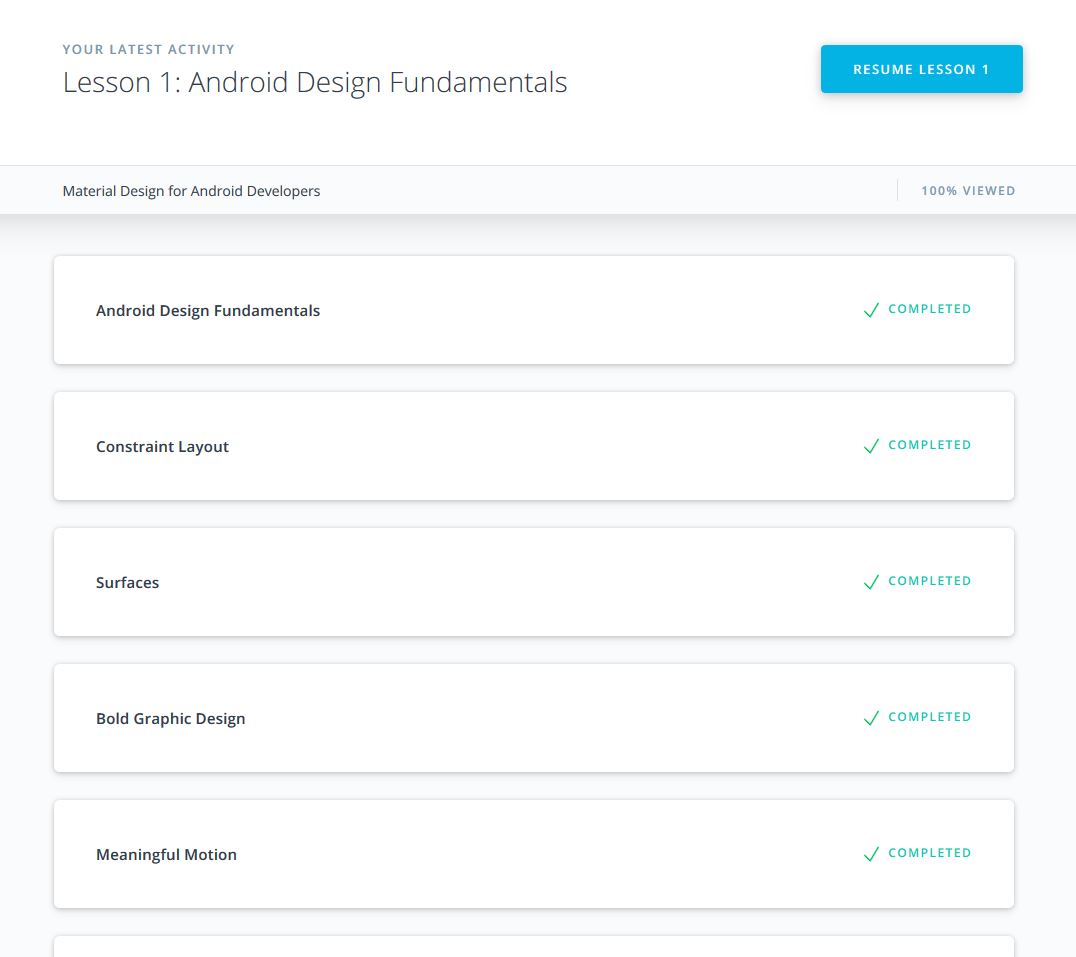 YOUR LATEST ACTIVITY
Lesson 1: Android Design Fundamentals
RESUME LESSON 1
Material Design for Android Developers
100% VIEWED
Android Design Fundamentals
COMPLETED
Constraint Layout
COMPLETED
Surfaces
COMPLETED
Bold Graphic Design
COMPLETED
Meaningful Motion
COMPLETED